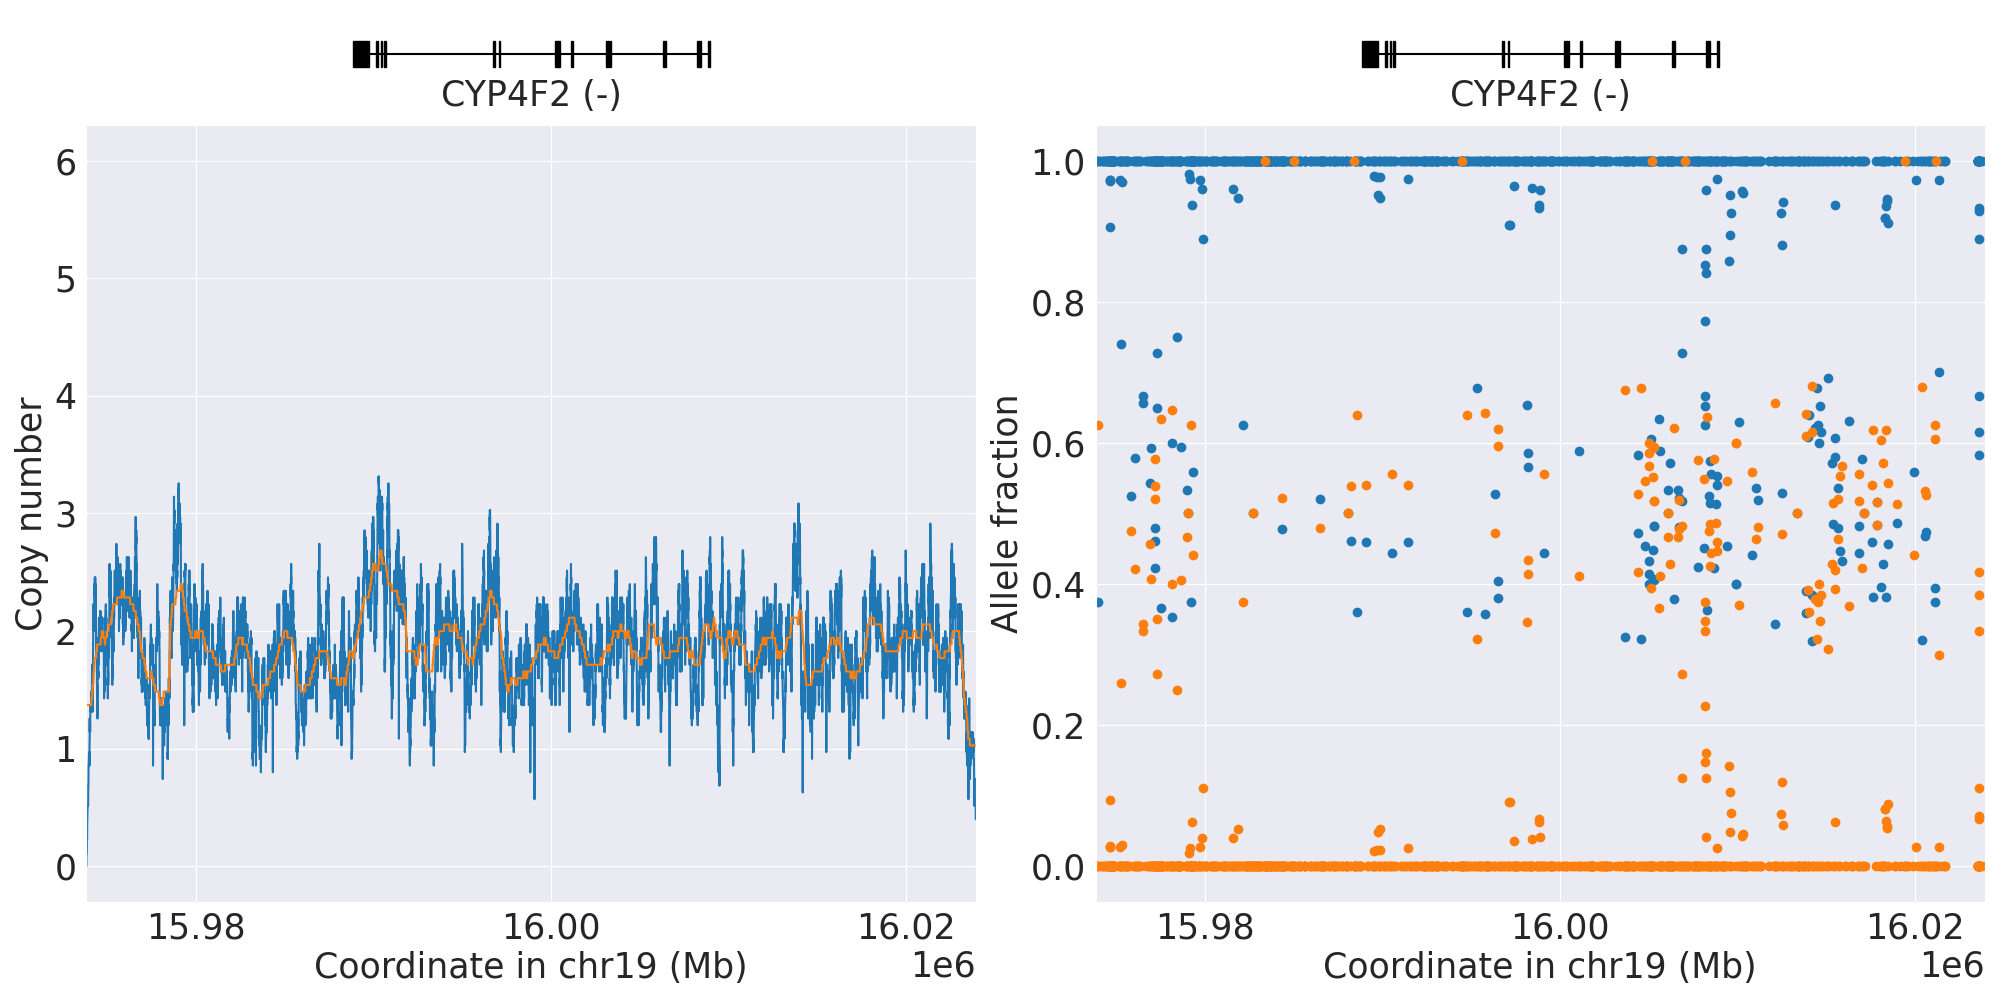 CYP4F2 (-)
CYP4F2 (-)
Copy number
6
5
4
3
2
1
0
15.98
16.00
16.02
Coordinate in chr19 (Mb)
1e6
Allele fraction
1.0
0.8
0.6
0.4
0.2
0.0
15.98
16.00
16.02
Coordinate in chr19 (Mb)
1e6